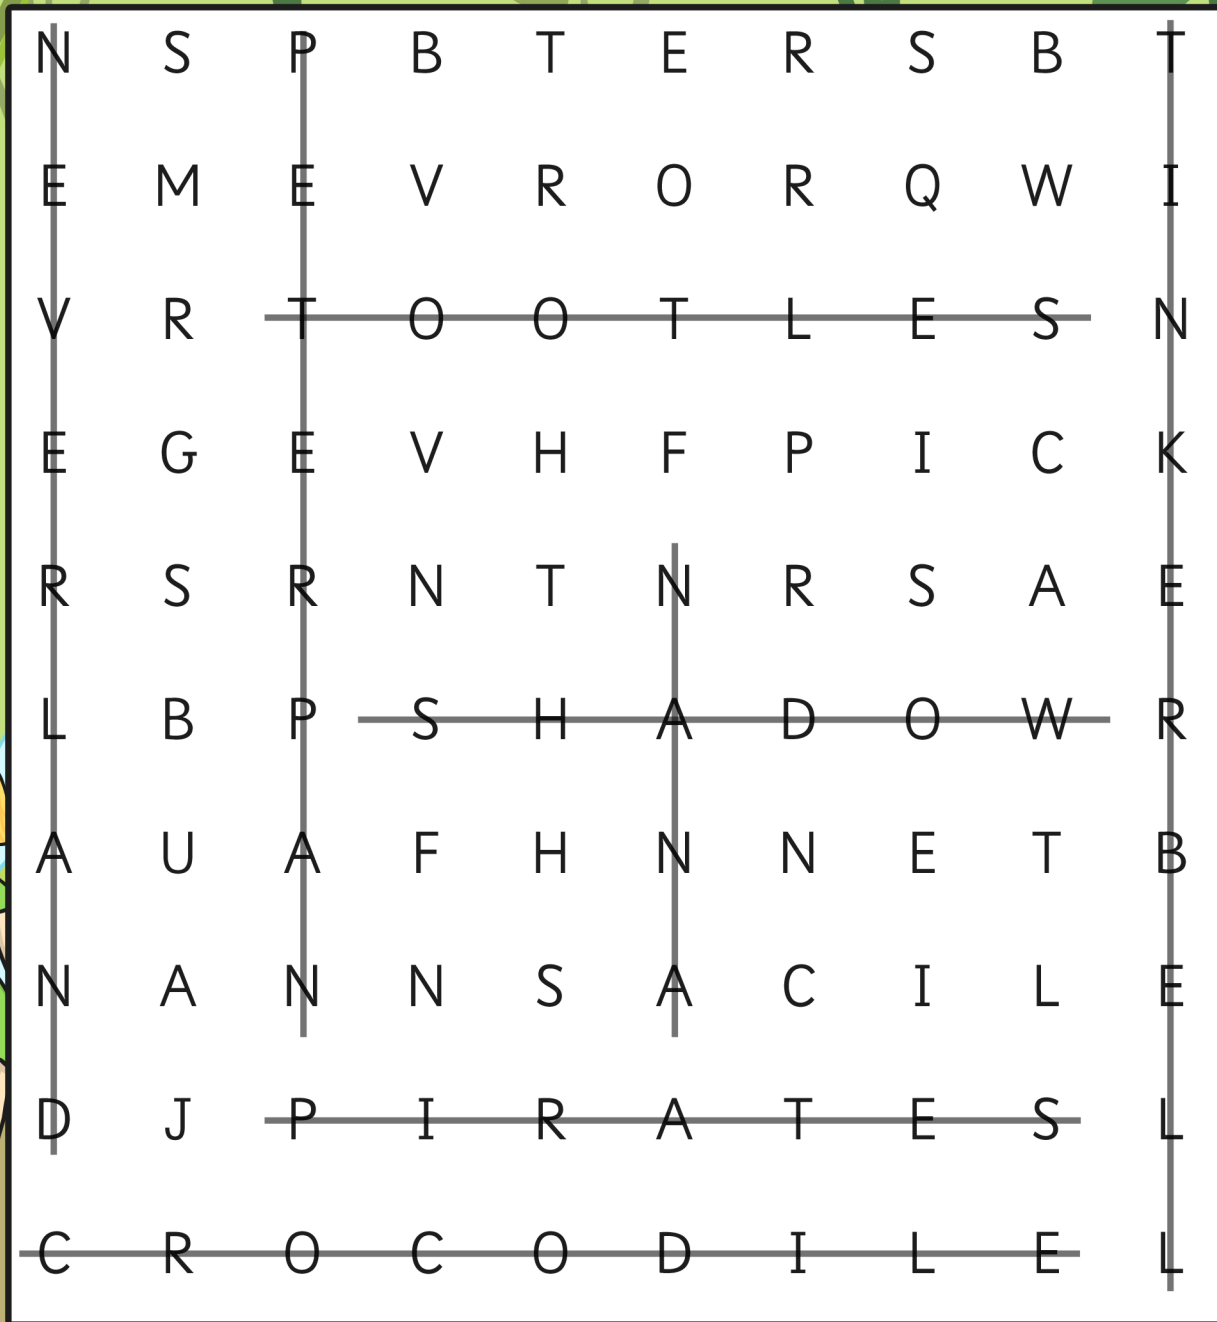 N S P B T E R S B T
E M E V R O R Q W I
V R T O O T L E S N
E G E V H F P I C K
R S R N T N R S A E
L B P S H A D O W R
A U A F H N N E T B
N A N N S A C I L E
D J P I R A T E S L
C R O C O D I L E L